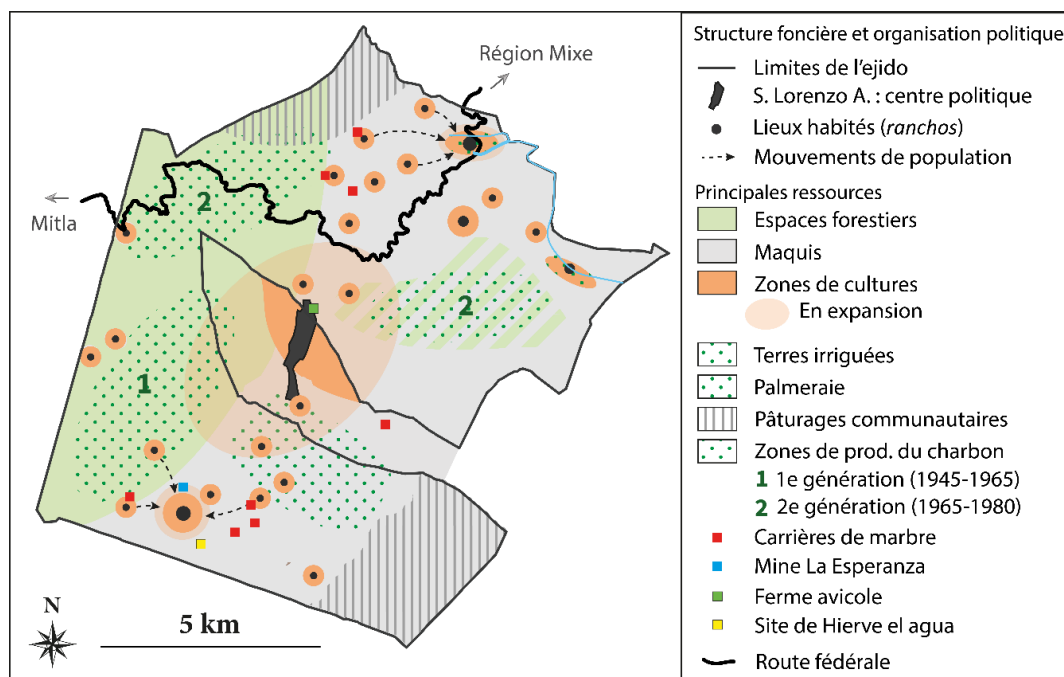 Région Mixe
Mitla
2
2
1
N
5 km
Structure foncière et organisation politique
Limites de l'ejido
S. Lorenzo A. : centre politique
Lieux habités (ranchos)
Mouvements de population
Principales ressources
Espaces forestiers
Maquis
Zones de cultures
En expansion
Terres irriguées
Palmeraie
Pâturages communautaires
Zones de prod. du charbon
1 1e génération (1945-1965)
2 2e génération (1965-1980)
Carrières de marbre
Mine La Esperanza
Ferme avicole
Site de Hierve el agua
Route fédérale